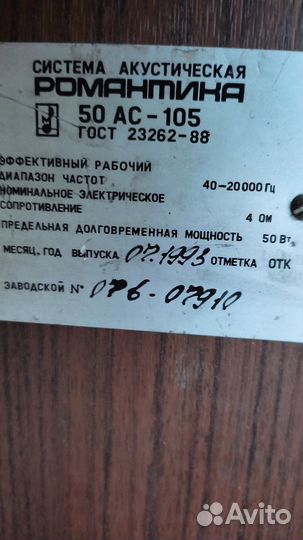 СИСТЕМА АКУСТИЧЕСКАЯ
РОМАНТИКА
50 АС-105
ГОСТ 23262-88
ЭФФЕКТИВНЫЙ РАБОЧИЙ
ДИАПАЗОН ЧАСТОТ 40-20000 Гц
НОМИНАЛЬНОЕ ЭЛЕКТРИЧЕСКОЕ
СОПРОТИВЛЕНИЕ 4 ОМ
ПРЕДЕЛЬНАЯ ДОЛГОВРЕМЕННАЯ МОЩНОСТЬ 50 Вт
МЕСЯЦ, ГОД ВЫПУСКА 07.1993 ОТМЕТКА ОТК
ЗАВОДСКОЙ № 076-07910
Avito